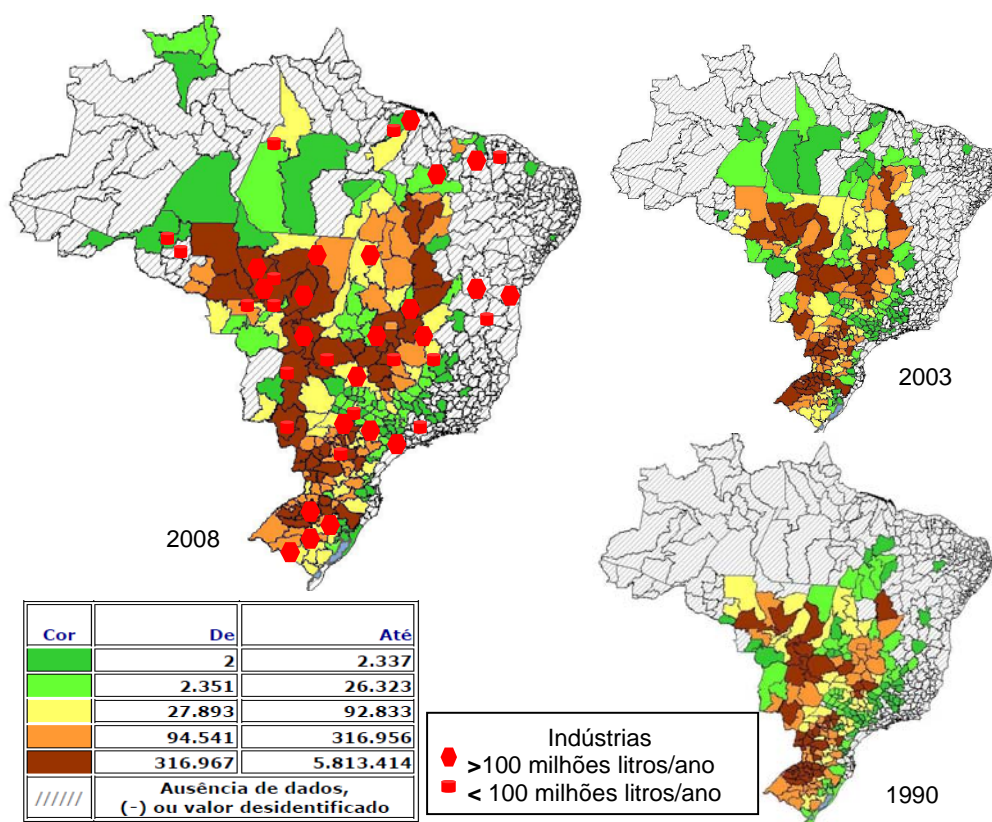 2003
2008
1990
Cor De Até
2 2.337
2.351 26.323
27.893 92.833
94.541 316.956
316.967 5.813.414
////// Ausência de dados,
(-) ou valor desidentificado
Indústrias
>100 milhões litros/ano
< 100 milhões litros/ano